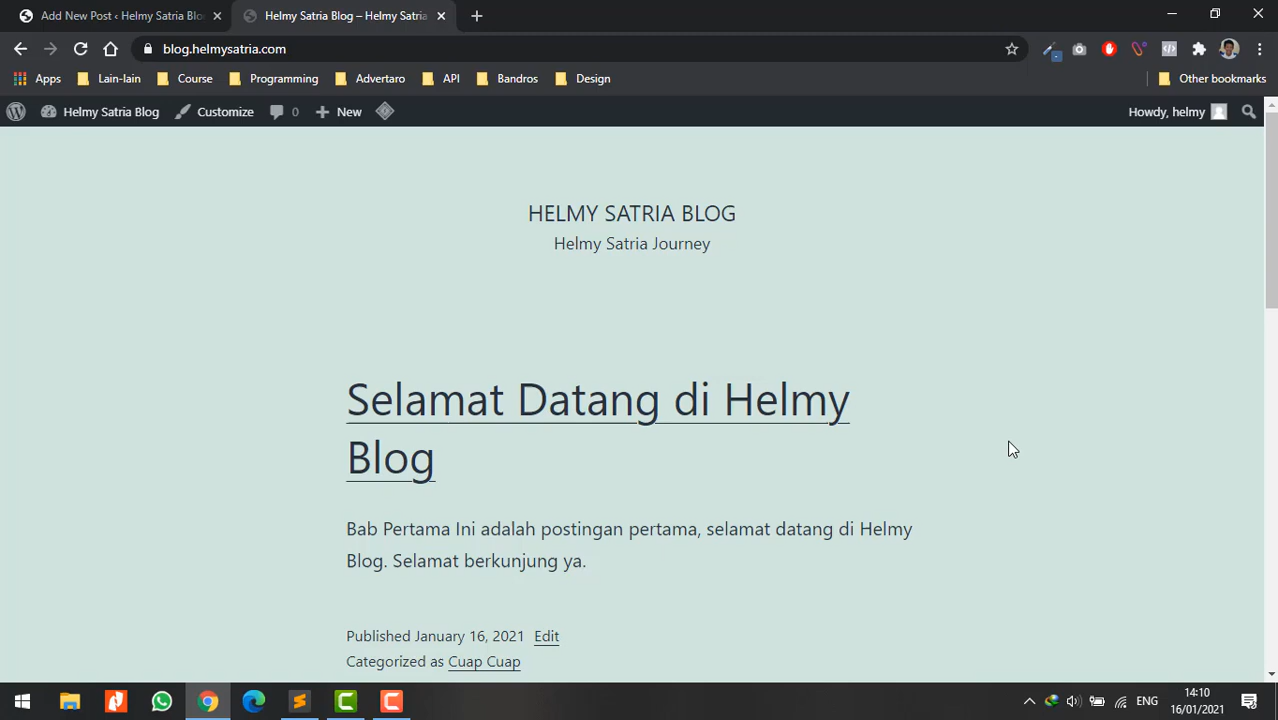 Add New Post ‹ Helmy Satria Blo
Helmy Satria Blog – Helmy Satria
blog.helmysatria.com
Apps
Lain-lain
Course
Programming
Advertaro
API
Bandros
Design
Other bookmarks
Helmy Satria Blog
Customize
0
New
Howdy, helmy
HELMY SATRIA BLOG
Helmy Satria Journey
Selamat Datang di Helmy
Blog
Bab Pertama Ini adalah postingan pertama, selamat datang di Helmy
Blog. Selamat berkunjung ya.
Published January 16, 2021 Edit
Categorized as Cuap Cuap
ENG
14:10
16/01/2021